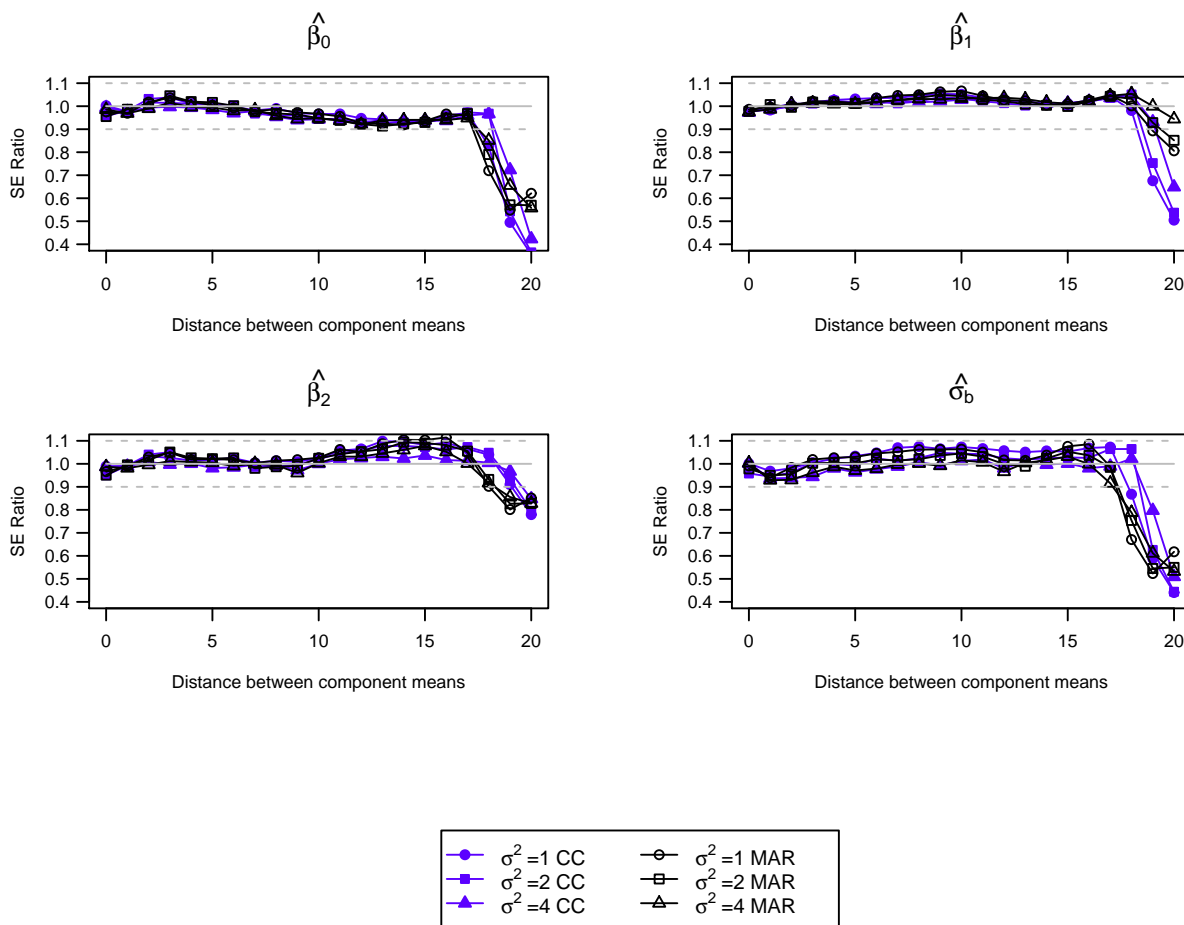 β̂0
1.1
1.0
0.9
0.8
0.7
0.6
0.5
0.4
SE Ratio
0 5 10 15 20
Distance between component means
β̂1
1.1
1.0
0.9
0.8
0.7
0.6
0.5
0.4
SE Ratio
0 5 10 15 20
Distance between component means
β̂2
1.1
1.0
0.9
0.8
0.7
0.6
0.5
0.4
SE Ratio
0 5 10 15 20
Distance between component means
σ̂b
1.1
1.0
0.9
0.8
0.7
0.6
0.5
0.4
SE Ratio
0 5 10 15 20
Distance between component means
σ² =1 CC
σ² =2 CC
σ² =4 CC
σ² =1 MAR
σ² =2 MAR
σ² =4 MAR